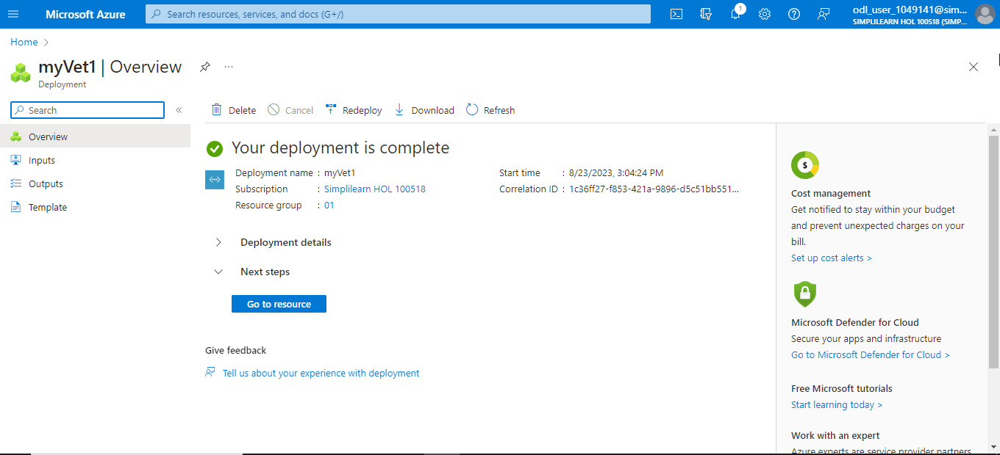 Microsoft Azure
Search resources, services, and docs (G+/)
1
odl_user_1049141@sim...
SIMPLILEARN HOL 100518 (SIMP...
Home >
myVet1 | Overview
...
Deployment
Search
«
Overview
Inputs
Outputs
Template
Delete
Cancel
Redeploy
Download
Refresh
Your deployment is complete
Deployment name : myVet1
Subscription : Simplilearn HOL 100518
Resource group : 01
Start time : 8/23/2023, 3:04:24 PM
Correlation ID : 1c36ff27-f853-421a-9896-d5c51bb551...
Deployment details
Next steps
Go to resource
Give feedback
Tell us about your experience with deployment
$
Cost management
Get notified to stay within your budget
and prevent unexpected charges on your
bill.
Set up cost alerts >
Microsoft Defender for Cloud
Secure your apps and infrastructure
Go to Microsoft Defender for Cloud >
Free Microsoft tutorials
Start learning today >
Work with an expert
Azure experts are service provider partners